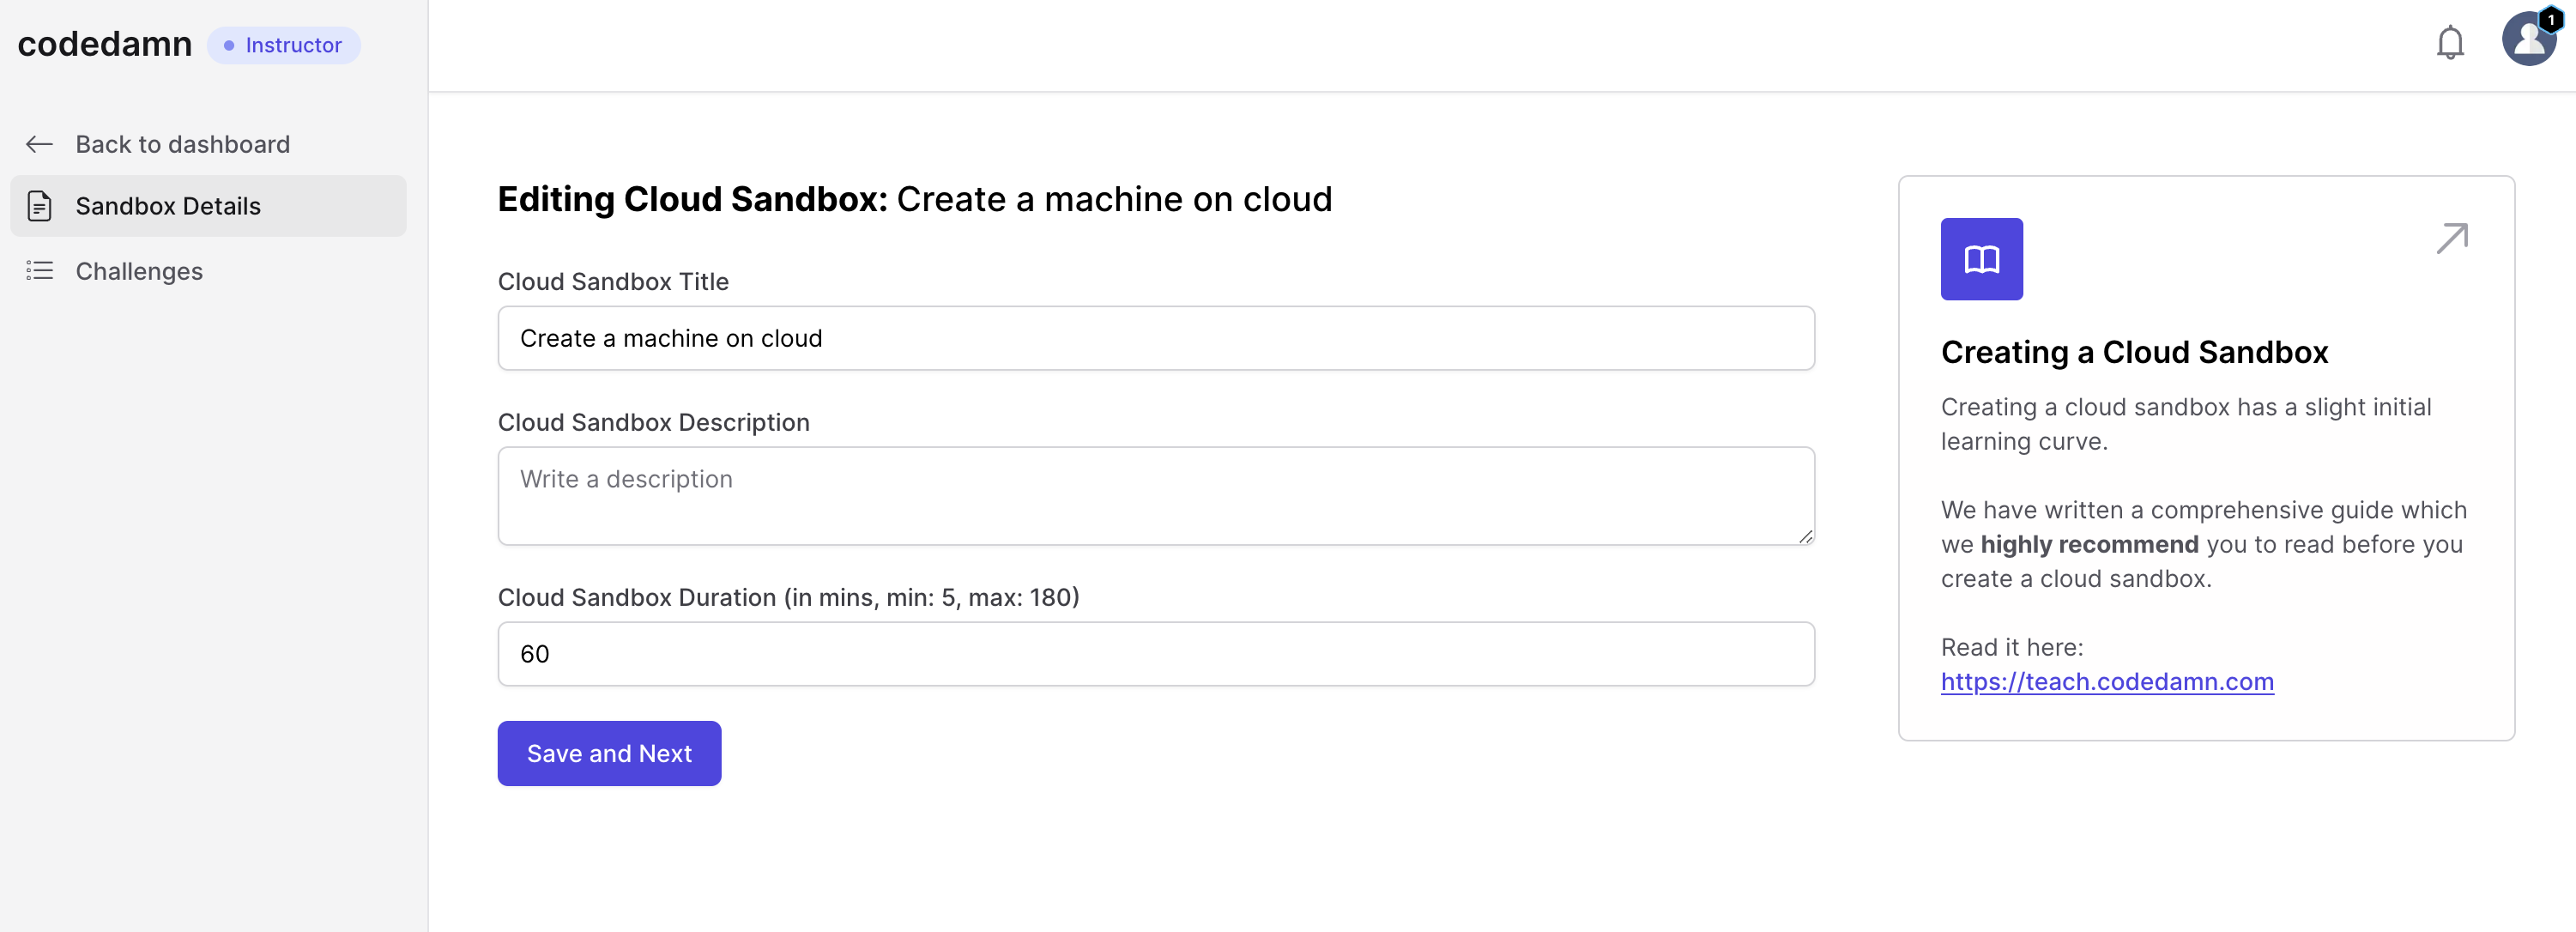 codedamn
Instructor
1
Back to dashboard
Sandbox Details
Challenges
Editing Cloud Sandbox: Create a machine on cloud
Cloud Sandbox Title
Create a machine on cloud
Cloud Sandbox Description
Write a description
Cloud Sandbox Duration (in mins, min: 5, max: 180)
60
Save and Next
Creating a Cloud Sandbox
Creating a cloud sandbox has a slight initial
learning curve.
We have written a comprehensive guide which
we highly recommend you to read before you
create a cloud sandbox.
Read it here:
https://teach.codedamn.com